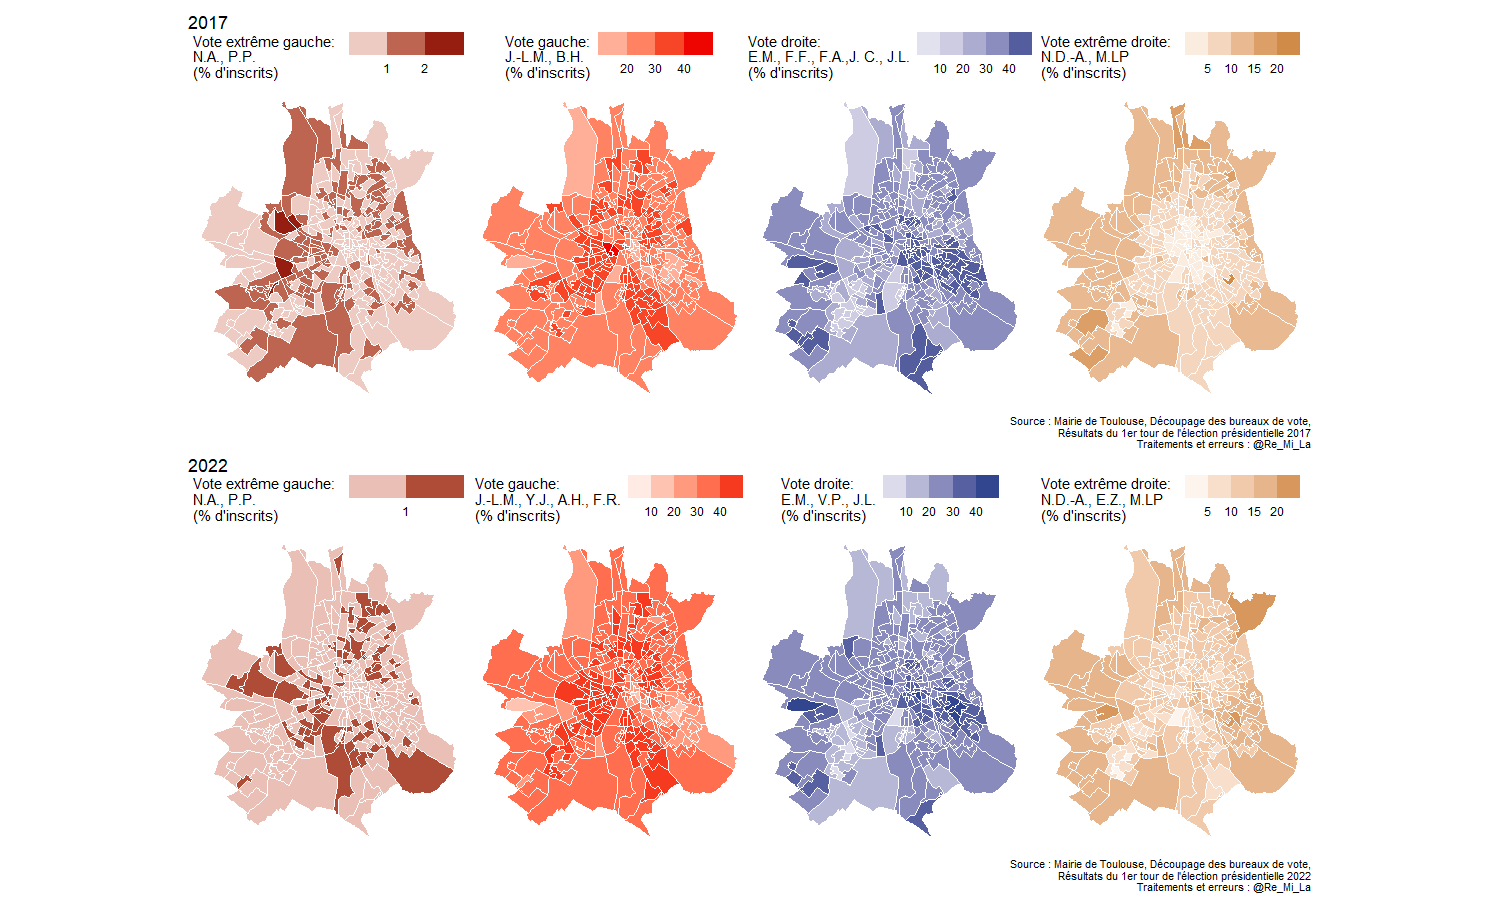 2017
Vote extrême gauche:
N.A., P.P.
(% d'inscrits)
1 2
Vote gauche:
J.-L.M., B.H.
(% d'inscrits)
20 30 40
Vote droite:
E.M., F.F., F.A.,J. C., J.L.
(% d'inscrits)
10 20 30 40
Vote extrême droite:
N.D.-A., M.LP
(% d'inscrits)
5 10 15 20
Source : Mairie de Toulouse, Découpage des bureaux de vote,
Résultats du 1er tour de l'élection présidentielle 2017
Traitements et erreurs : @Re_Mi_La
2022
Vote extrême gauche:
N.A., P.P.
(% d'inscrits)
1
Vote gauche:
J.-L.M., Y.J., A.H., F.R.
(% d'inscrits)
10 20 30 40
Vote droite:
E.M., V.P., J.L.
(% d'inscrits)
10 20 30 40
Vote extrême droite:
N.D.-A., E.Z., M.LP
(% d'inscrits)
5 10 15 20
Source : Mairie de Toulouse, Découpage des bureaux de vote,
Résultats du 1er tour de l'élection présidentielle 2022
Traitements et erreurs : @Re_Mi_La